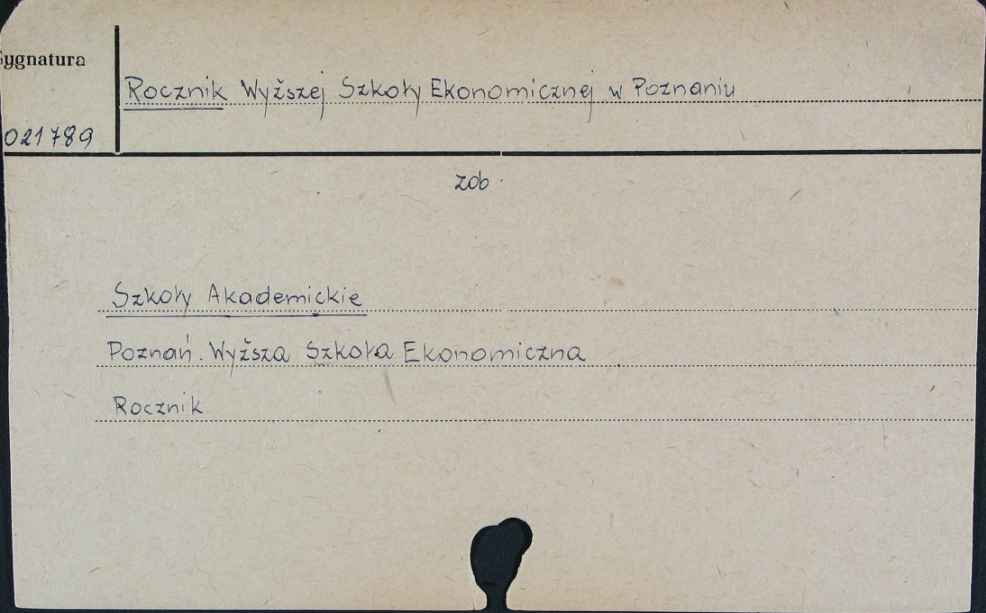 Sygnatura
Rocznik Wyższej Szkoły Ekonomicznej w Poznaniu
021789
zob.
Szkoły Akademickie
Poznań. Wyższa Szkoła Ekonomiczna
Rocznik